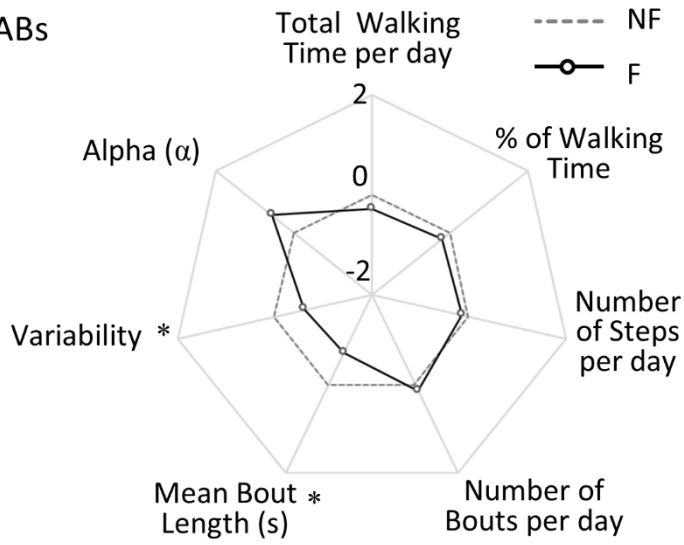 ABs
Total Walking
Time per day
NF
F
2
% of Walking
Time
Alpha (α)
0
-2
Number
of Steps
per day
Variability *
Mean Bout *
Length (s)
Number of
Bouts per day